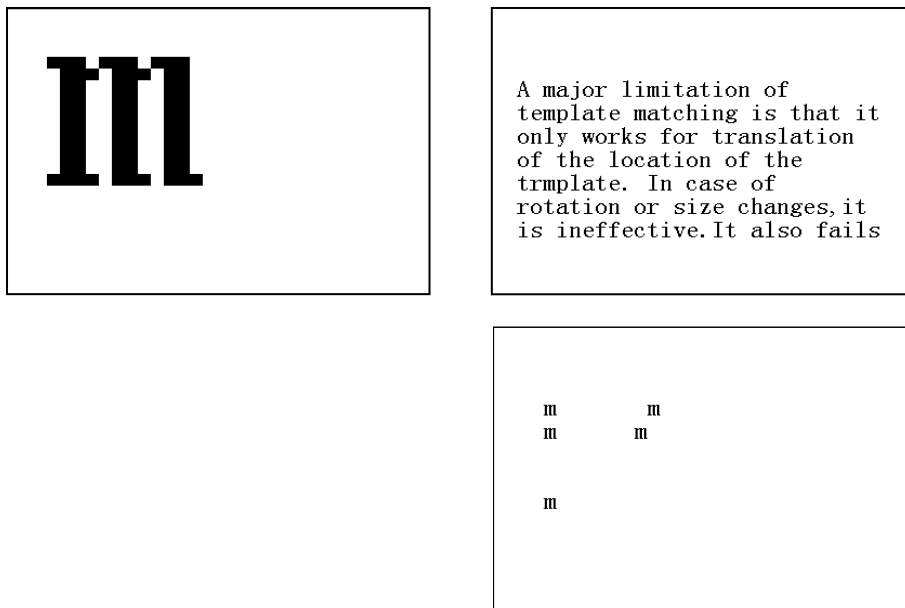 m
A major limitation of
template matching is that it
only works for translation
of the location of the
trmplate. In case of
rotation or size changes,it
is ineffective.It also fails
m m
m m
m